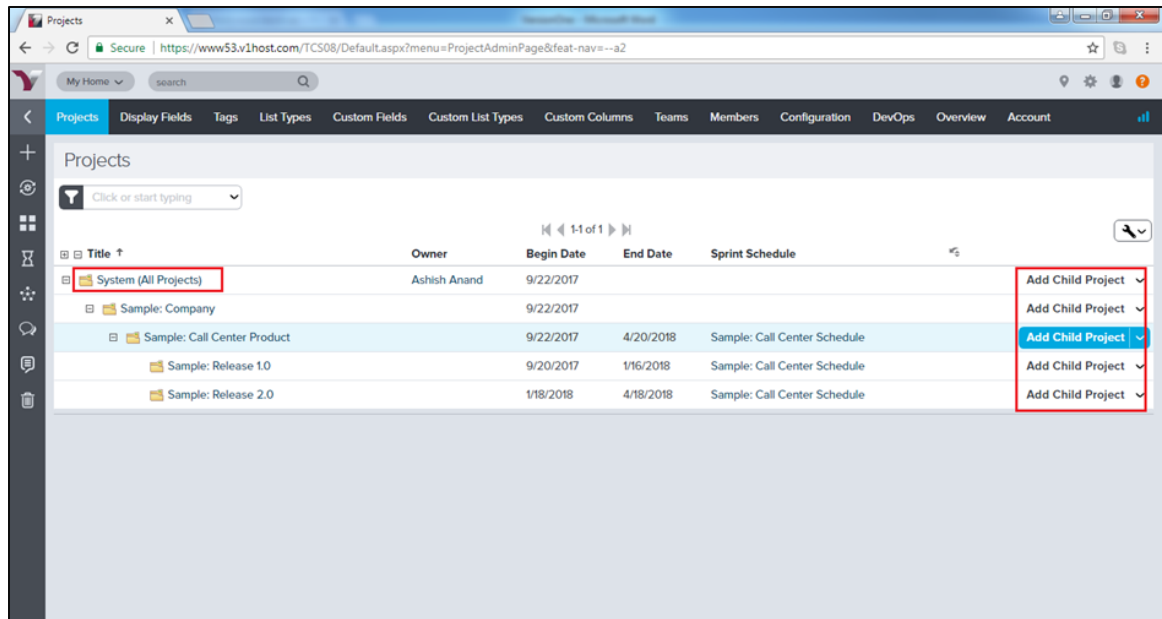 Projects
Secure | https://www53.v1host.com/TCS08/Default.aspx?menu=ProjectAdminPage&feat-nav=--a2
My Home search
Projects Display Fields Tags List Types Custom Fields Custom List Types Custom Columns Teams Members Configuration DevOps Overview Account
Projects
Click or start typing
1-1 of 1
Title Owner Begin Date End Date Sprint Schedule
System (All Projects) Ashish Anand 9/22/2017 Add Child Project
Sample: Company 9/22/2017 Add Child Project
Sample: Call Center Product 9/22/2017 4/20/2018 Sample: Call Center Schedule Add Child Project
Sample: Release 1.0 9/20/2017 1/16/2018 Sample: Call Center Schedule Add Child Project
Sample: Release 2.0 1/18/2018 4/18/2018 Sample: Call Center Schedule Add Child Project